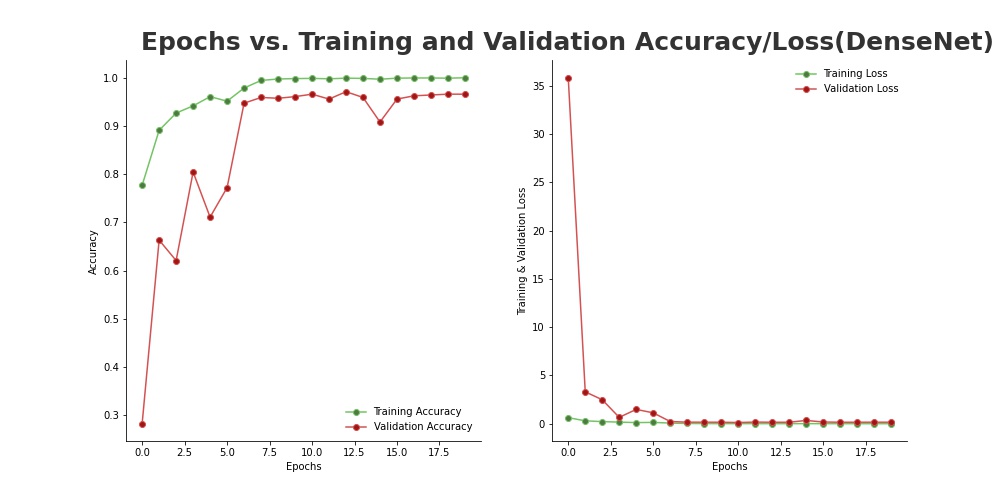 Epochs vs. Training and Validation Accuracy/Loss(DenseNet)
1.0
0.9
0.8
0.7
0.6
0.5
0.4
0.3
Accuracy
0.0 2.5 5.0 7.5 10.0 12.5 15.0 17.5
Epochs
Training Accuracy
Validation Accuracy
35
30
25
20
15
10
5
0
Training & Validation Loss
0.0 2.5 5.0 7.5 10.0 12.5 15.0 17.5
Epochs
Training Loss
Validation Loss